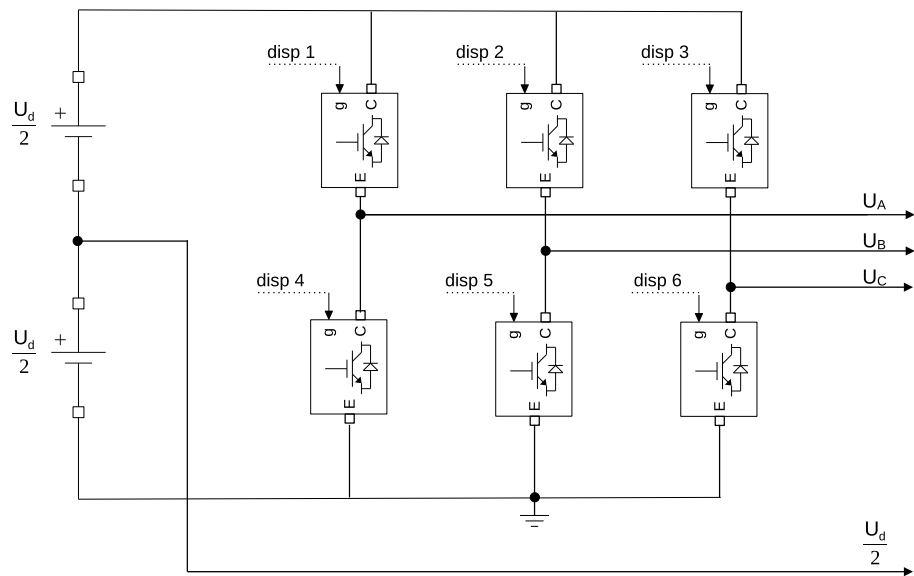 disp 1
disp 2
disp 3
g C
g C
g C
U_d
2
+
E
E
E
U_A
U_B
U_C
disp 4
disp 5
disp 6
g C
g C
g C
U_d
2
+
E
E
E
U_d
2